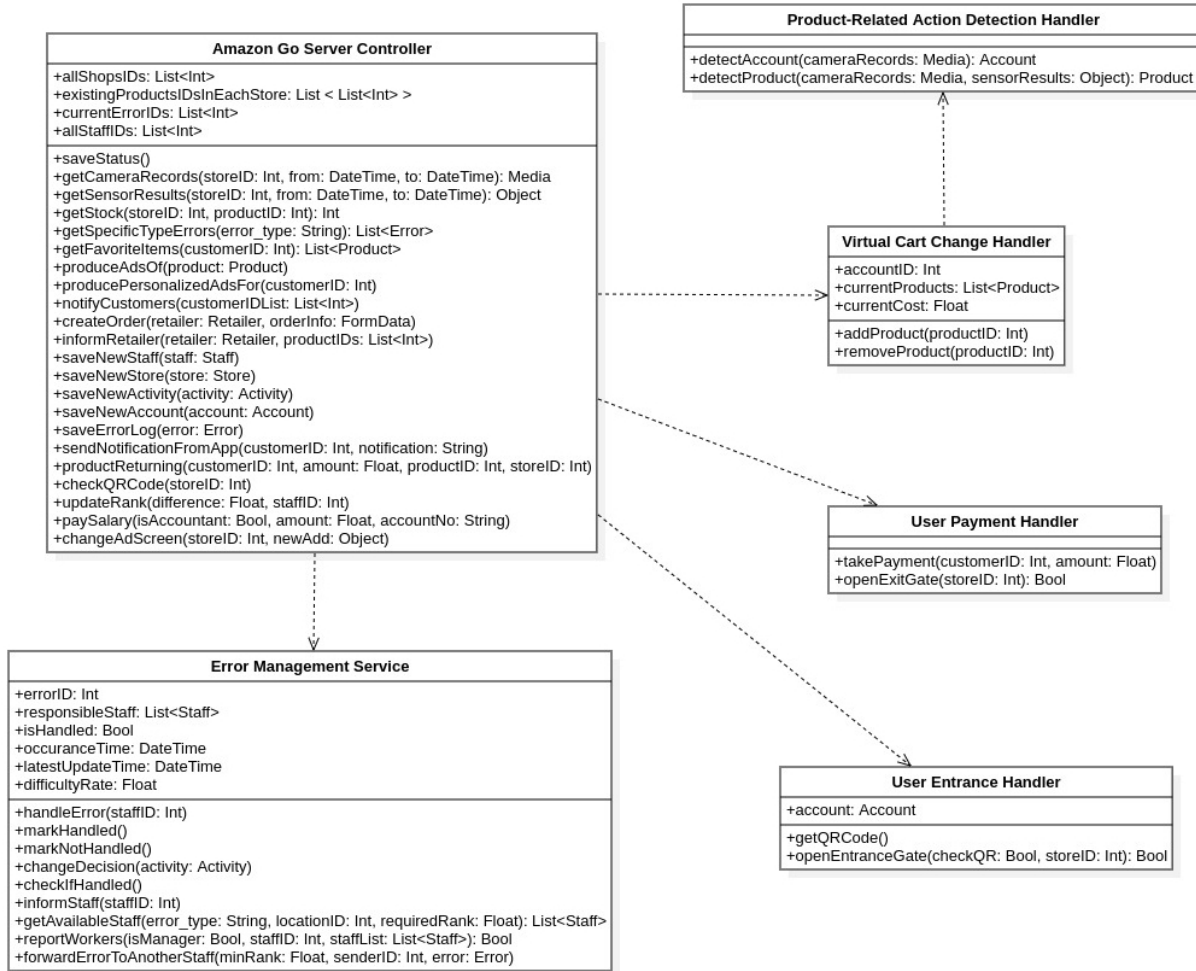 Amazon Go Server Controller
+allShopsIDs: List<Int>
+existingProductsIDsInEachStore: List < List<Int> >
+currentErrorIDs: List<Int>
+allStaffIDs: List<Int>
+saveStatus()
+getCameraRecords(storeID: Int, from: DateTime, to: DateTime): Media
+getSensorResults(storeID: Int, from: DateTime, to: DateTime): Object
+getStock(storeID: Int, productID: Int): Int
+getSpecificTypeErrors(error_type: String): List<Error>
+getFavoriteItems(customerID: Int): List<Product>
+produceAdsOf(product: Product)
+producePersonalizedAdsFor(customerID: Int)
+notifyCustomers(customerIDList: List<Int>)
+createOrder(retailer: Retailer, orderInfo: FormData)
+informRetailer(retailer: Retailer, productIDs: List<Int>)
+saveNewStaff(staff: Staff)
+saveNewStore(store: Store)
+saveNewActivity(activity: Activity)
+saveNewAccount(account: Account)
+saveErrorLog(error: Error)
+sendNotificationFromApp(customerID: Int, notification: String)
+productReturning(customerID: Int, amount: Float, productID: Int, storeID: Int)
+checkQRCode(storeID: Int)
+updateRank(difference: Float, staffID: Int)
+paySalary(isAccountant: Bool, amount: Float, accountNo: String)
+changeAdScreen(storeID: Int, newAdd: Object)
Product-Related Action Detection Handler
+detectAccount(cameraRecords: Media): Account
+detectProduct(cameraRecords: Media, sensorResults: Object): Product
Virtual Cart Change Handler
+accountID: Int
+currentProducts: List<Product>
+currentCost: Float
+addProduct(productID: Int)
+removeProduct(productID: Int)
User Payment Handler
+takePayment(customerID: Int, amount: Float)
+openExitGate(storeID: Int): Bool
Error Management Service
+errorID: Int
+responsibleStaff: List<Staff>
+isHandled: Bool
+occuranceTime: DateTime
+latestUpdateTime: DateTime
+difficultyRate: Float
+handleError(staffID: Int)
+markHandled()
+markNotHandled()
+changeDecision(activity: Activity)
+checkIfHandled()
+informStaff(staffID: Int)
+getAvailableStaff(error_type: String, locationID: Int, requiredRank: Float): List<Staff>
+reportWorkers(isManager: Bool, staffID: Int, staffList: List<Staff>): Bool
+forwardErrorToAnotherStaff(minRank: Float, senderID: Int, error: Error)
User Entrance Handler
+account: Account
+getQRCode()
+openEntranceGate(checkQR: Bool, storeID: Int): Bool